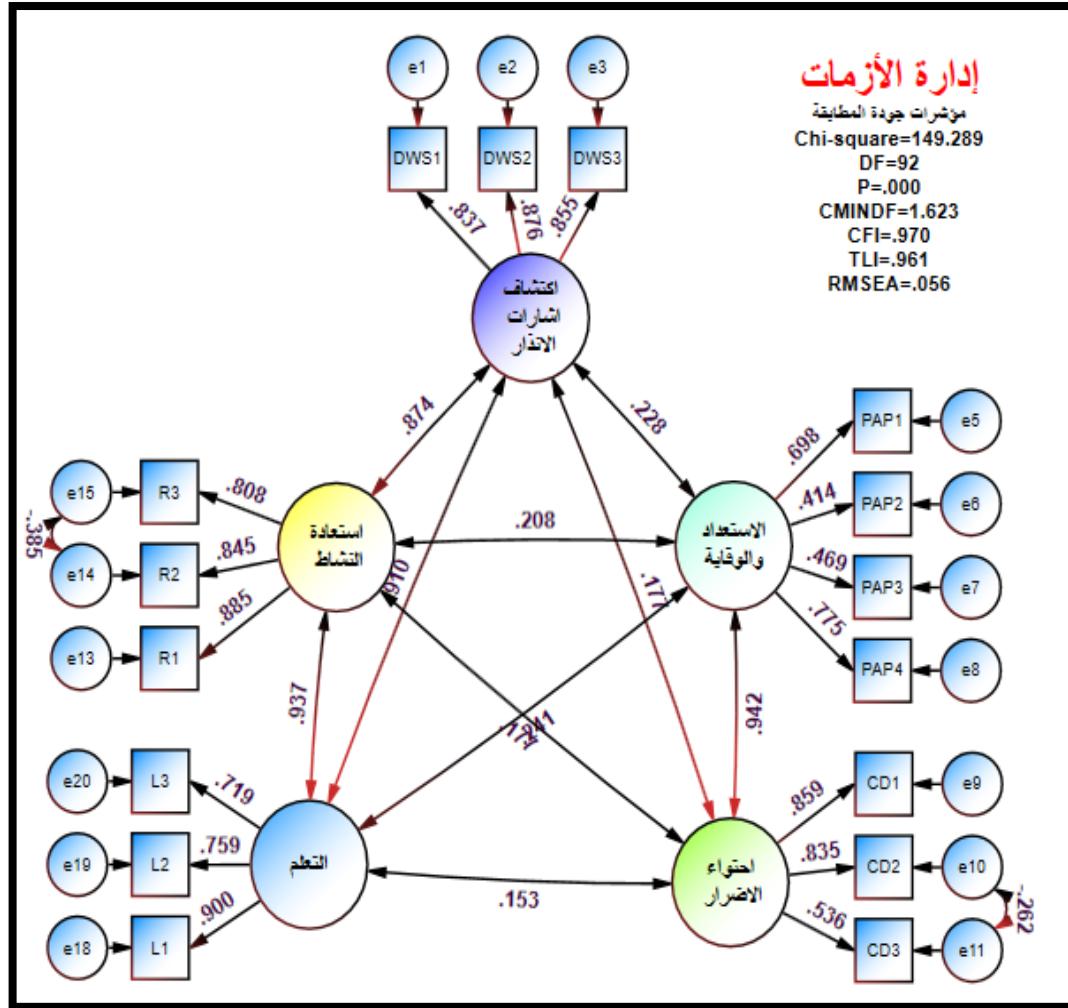 إدارة الأزمات
مؤشرات جودة المطابقة
Chi-square=149.289
DF=92
P=.000
CMINDF=1.623
CFI=.970
TLI=.961
RMSEA=.056
e1
e2
e3
DWS1
DWS2
DWS3
.837
.876
.855
اكتشاف
اشارات
الانذار
.874
.228
.910
.177
e15
R3
.808
-.385
e14
R2
.845
e13
R1
.885
استعادة
النشاط
.208
الاستعداد
والوقاية
.698
PAP1
e5
.414
PAP2
e6
.469
PAP3
e7
.775
PAP4
e8
.937
.241
.942
e20
L3
.719
e19
L2
.759
e18
L1
.900
التعلم
.153
احتواء
الاضرار
.859
CD1
e9
.835
CD2
e10
-.262
.536
CD3
e11